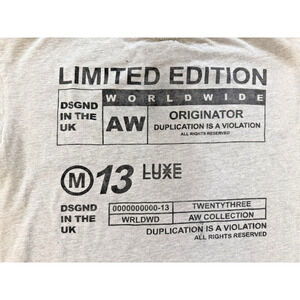 LIMITED EDITION
WORLDWIDE
DSGND
IN THE
UK
AW
ORIGINATOR
DUPLICATION IS A VIOLATION
ALL RIGHTS RESERVED
M 13 LUXE
DSGND
IN THE
UK
0000000000-13
TWENTYTHREE
WRLDWD
AW COLLECTION
DUPLICATION IS A VIOLATION
ALL RIGHTS RESERVED